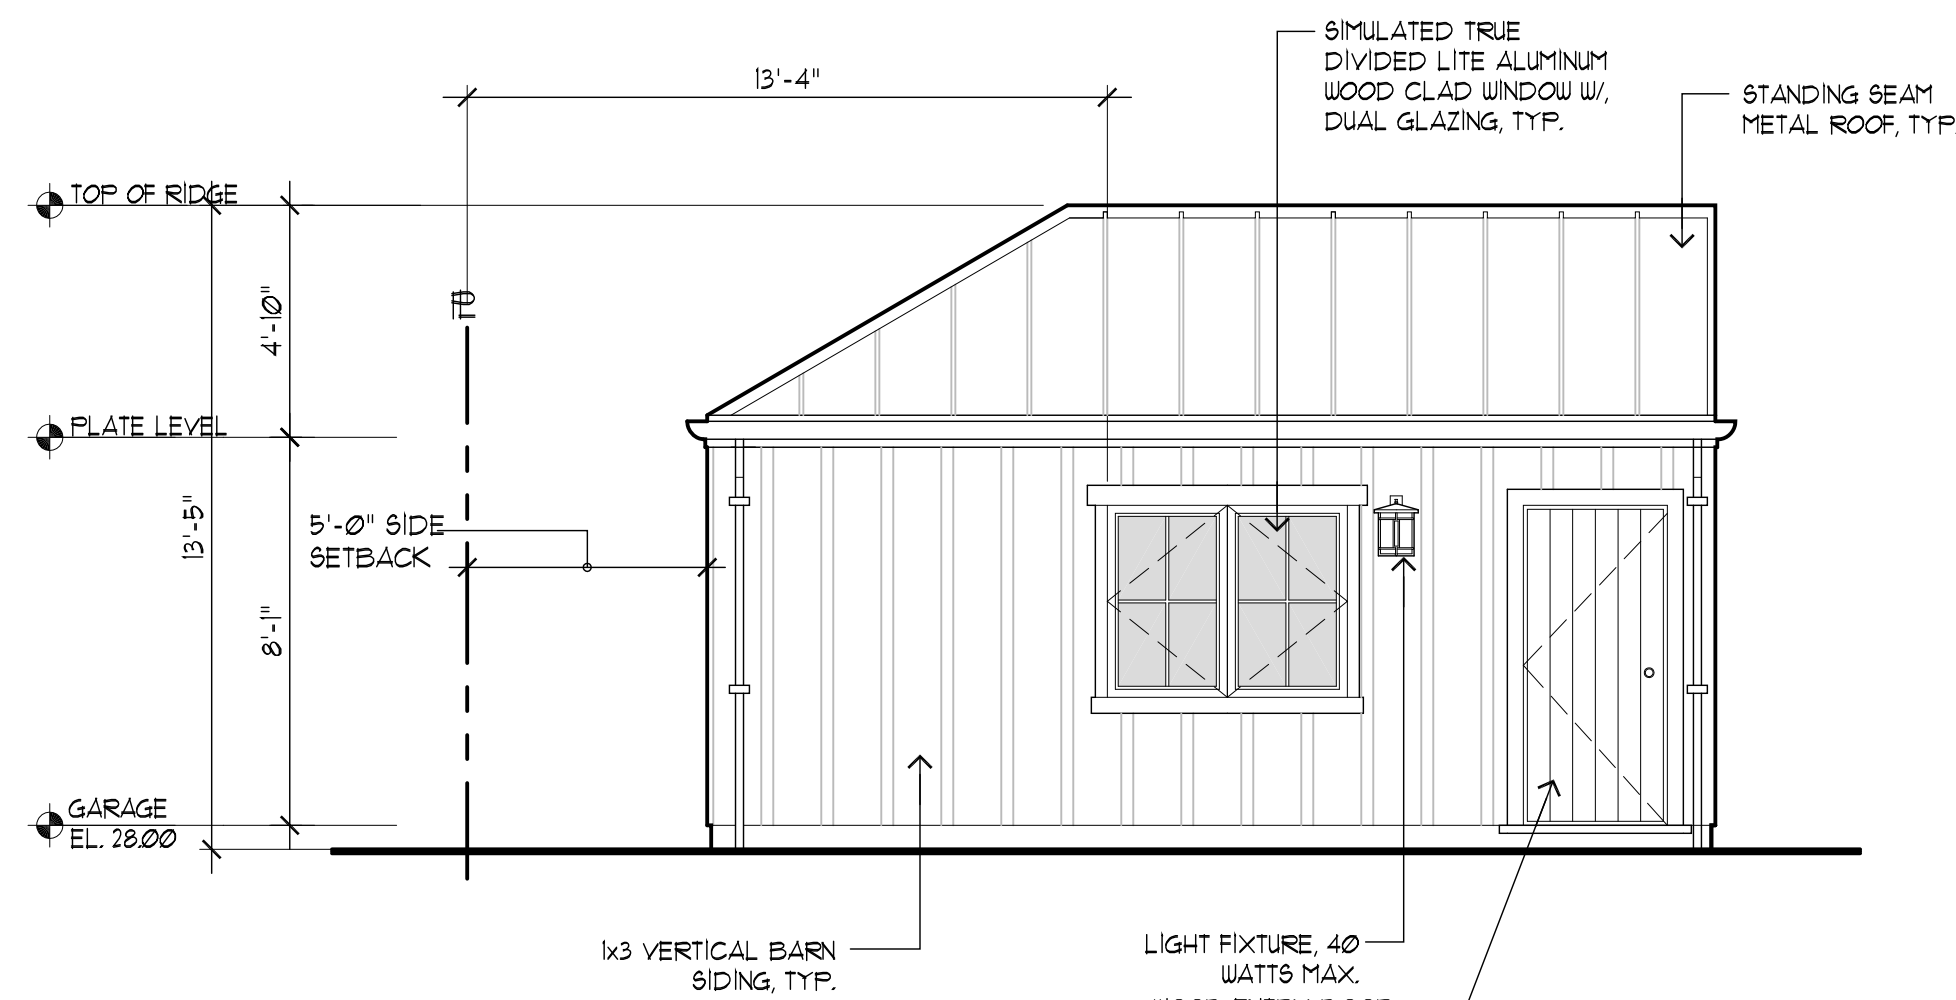 SIMULATED TRUE
DIVIDED LITE ALUMINUM
WOOD CLAD WINDOW W/,
DUAL GLAZING, TYP.
STANDING SEAM
METAL ROOF, TYP.
13'-4"
TOP OF RIDGE
4'-10"
PLATE LEVEL
13'-5"
5'-0" SIDE
SETBACK
8'-1"
GARAGE
EL. 28.00
1x3 VERTICAL BARN
SIDING, TYP.
LIGHT FIXTURE, 40
WATTS MAX.